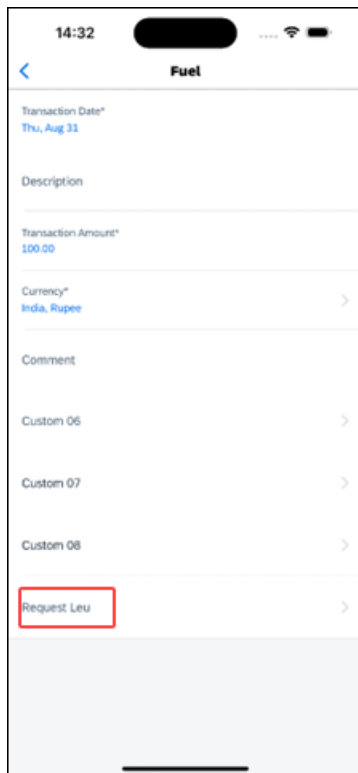 14:32
Fuel
Transaction Date*
Thu, Aug 31
Description
Transaction Amount*
100.00
Currency*
India, Rupee
Comment
Custom 06
Custom 07
Custom 08
Request Leu